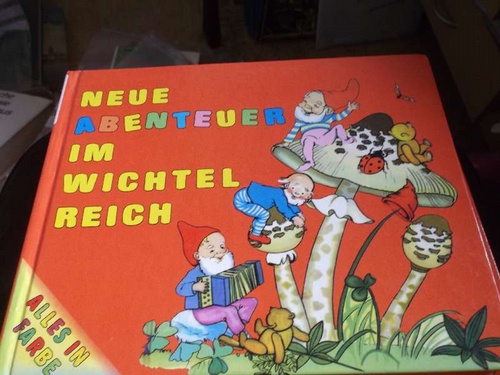 NEUE
ABENTEUER
IM
WICHTEL
REICH
ALLES IN
FARBE